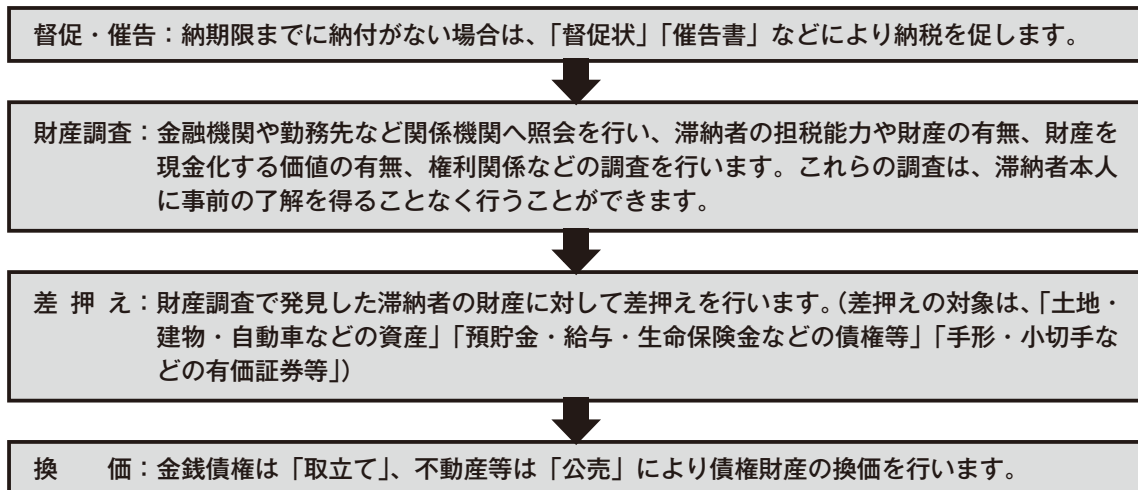 督促・催告：納期限までに納付がない場合は、「督促状」「催告書」などにより納税を促します。
財産調査：金融機関や勤務先など関係機関へ照会を行い、滞納者の担税能力や財産の有無、財産を
現金化する価値の有無、権利関係などの調査を行います。これらの調査は、滞納者本人
に事前の了解を得ることなく行うことができます。
差押え：財産調査で発見した滞納者の財産に対して差押えを行います。（差押えの対象は、「土地・
建物・自動車などの資産」「預貯金・給与・生命保険金などの債権等」「手形・小切手な
どの有価証券等」）
換価：金銭債権は「取立て」、不動産等は「公売」により債権財産の換価を行います。